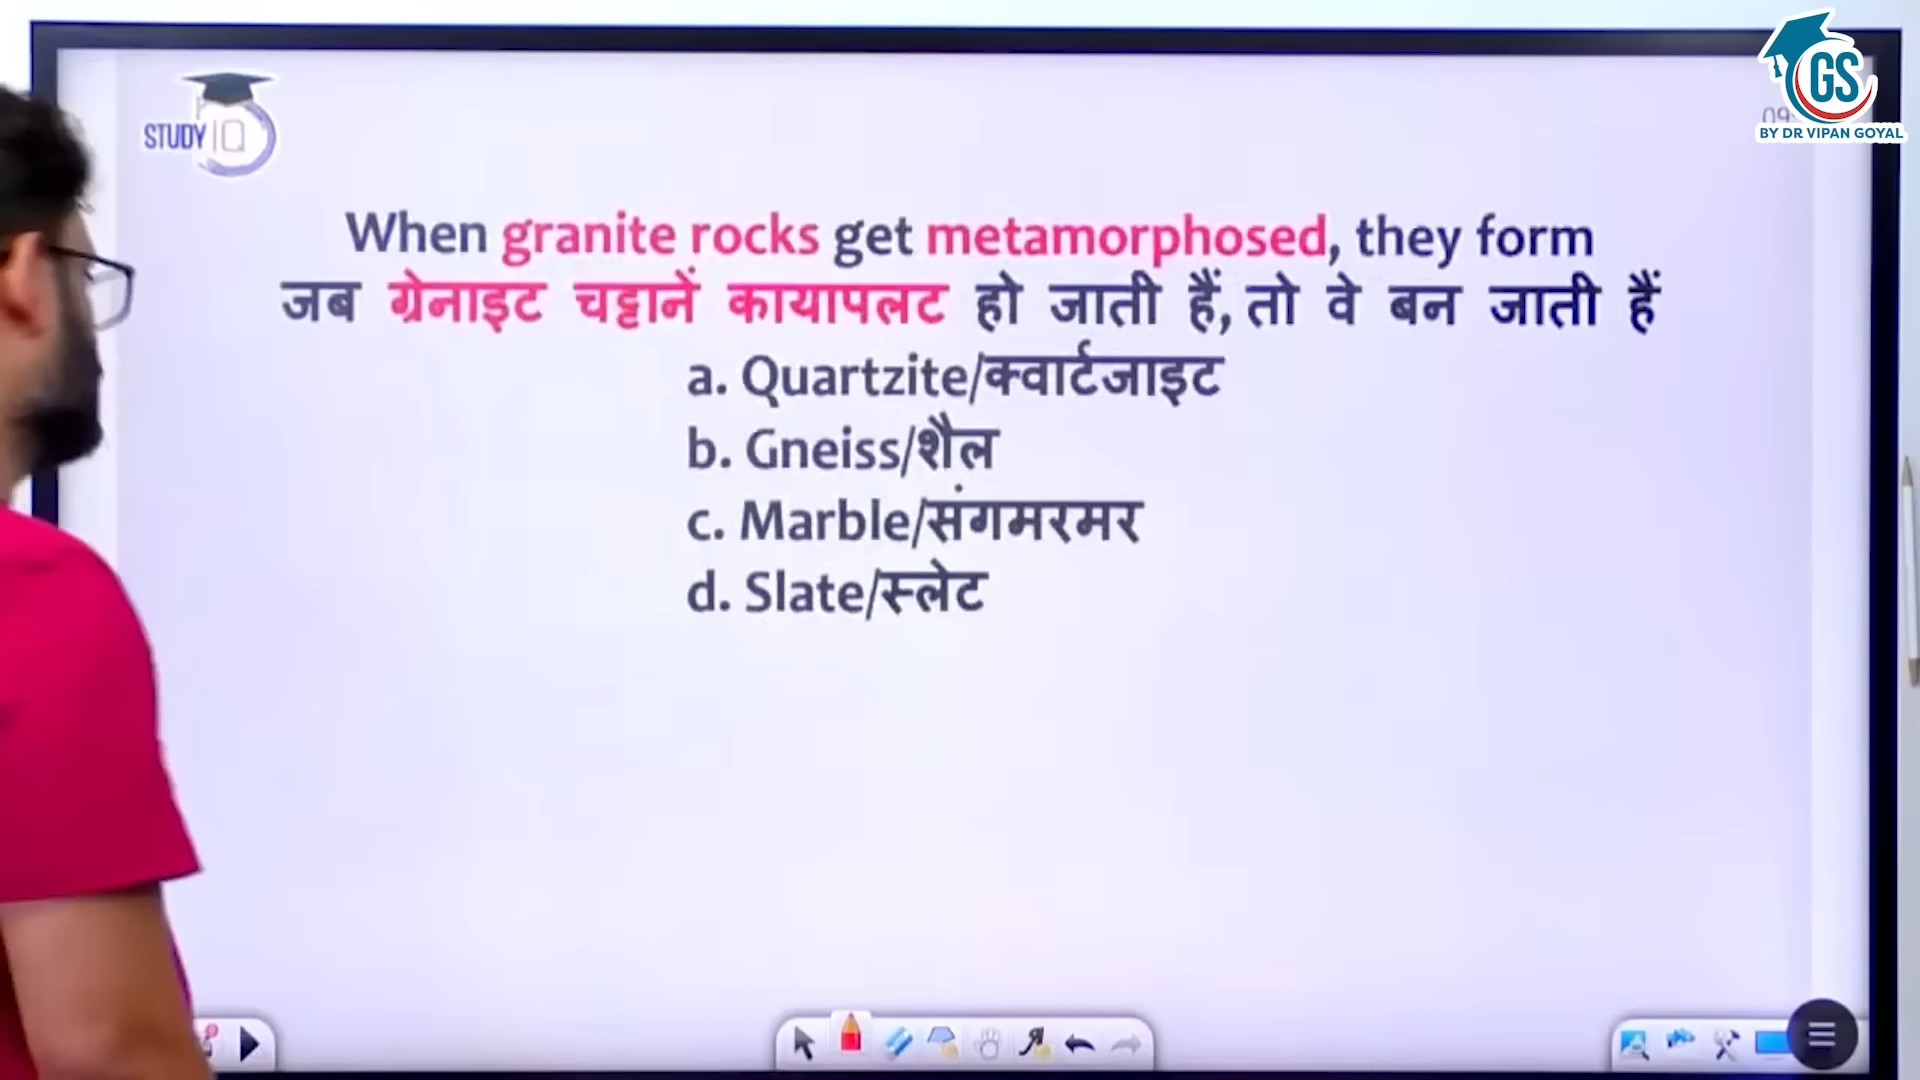 STUDY IQ
GS
BY DR VIPAN GOYAL
When granite rocks get metamorphosed, they form
जब ग्रेनाइट चट्टानें कायापलट हो जाती हैं, तो वे बन जाती हैं
a. Quartzite/क्वार्टजाइट
b. Gneiss/शैल
c. Marble/संगमरमर
d. Slate/स्लेट